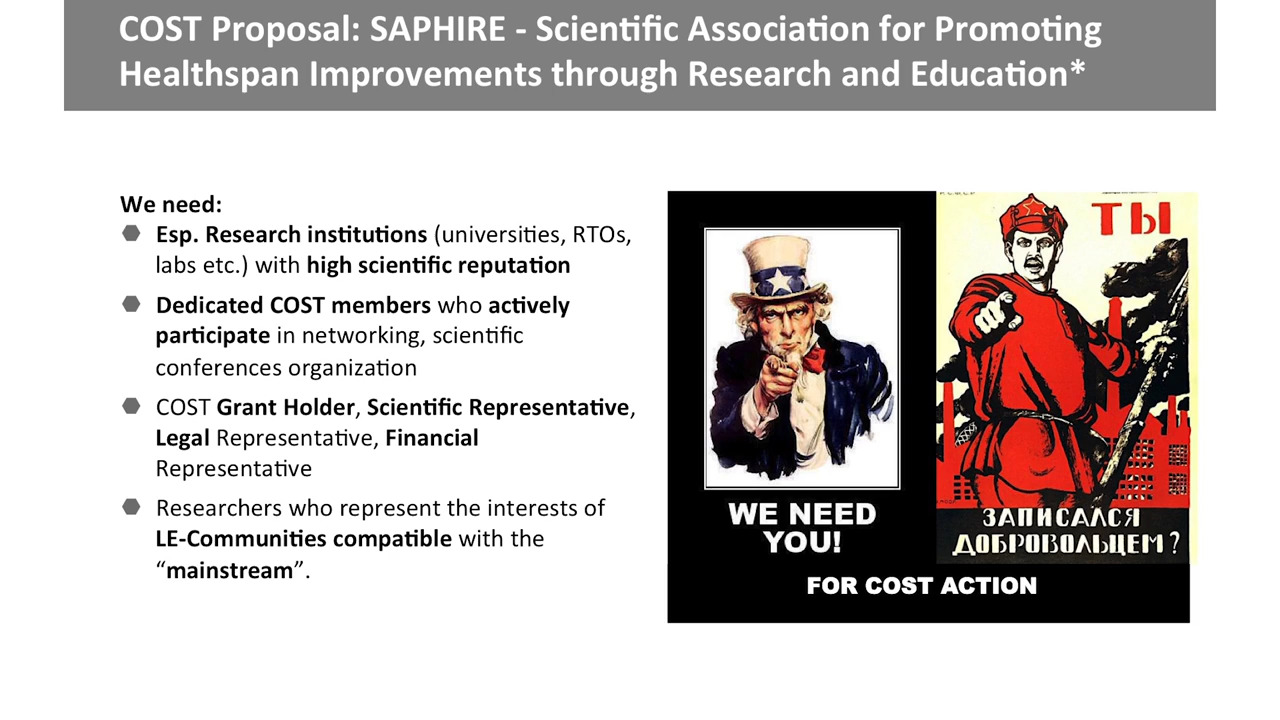 COST Proposal: SAPHIRE - Scientific Association for Promoting
Healthspan Improvements through Research and Education*
We need:
Esp. Research institutions (universities, RTOs,
labs etc.) with high scientific reputation
Dedicated COST members who actively
participate in networking, scientific
conferences organization
COST Grant Holder, Scientific Representative,
Legal Representative, Financial
Representative
Researchers who represent the interests of
LE-Communities compatible with the
“mainstream”.
WE NEED
YOU!
ТЫ
ЗАПИСАЛСЯ
ДОБРОВОЛЬЦЕМ?
FOR COST ACTION